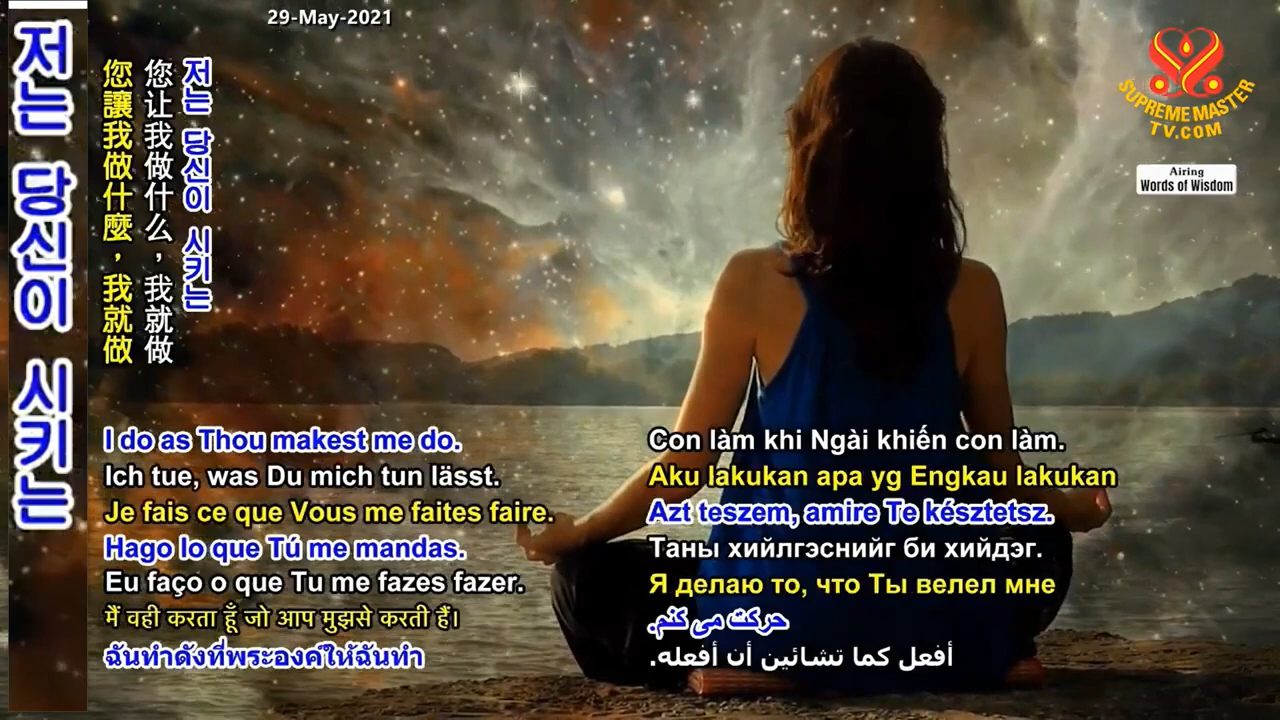 29-May-2021
저는 당신이 시키는
저는 당신이 시키는
您让我做什么，我就做
您讓我做什麼，我就做
SUPREME MASTER
TV.COM
Airing
Words of Wisdom
I do as Thou makest me do.
Ich tue, was Du mich tun lässt.
Je fais ce que Vous me faites faire.
Hago lo que Tú me mandas.
Eu faço o que Tu me fazes fazer.
मैं वही करता हूँ जो आप मुझसे करती हैं।
ฉันทำดังที่พระองค์ให้ฉันทำ
Con làm khi Ngài khiến con làm.
Aku lakukan apa yg Engkau lakukan
Azt teszem, amire Te késztetsz.
Таны хийлгэснийг би хийдэг.
Я делаю то, что Ты велел мне
حرکت می کنم.
أفعل كما تشائين أن أفعله.